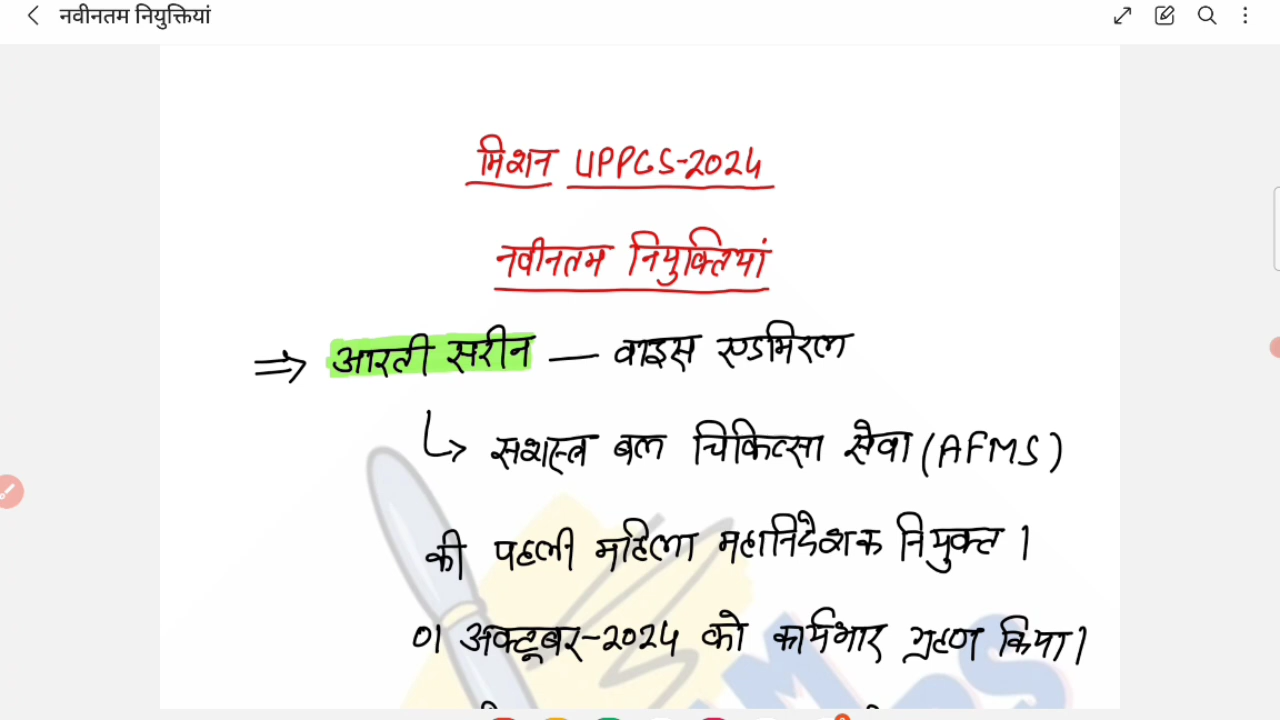 नवीनतम नियुक्तियां
मिशन UPPCS-2024
नवीनतम नियुक्तियां
⇒ आरती सरीन — वाइस एडमिरल
↳ सशस्त्र बल चिकित्सा सेवा (AFMS)
की पहली महिला महानिदेशक नियुक्त ।
01 अक्टूबर-2024 को कार्यभार ग्रहण किया।